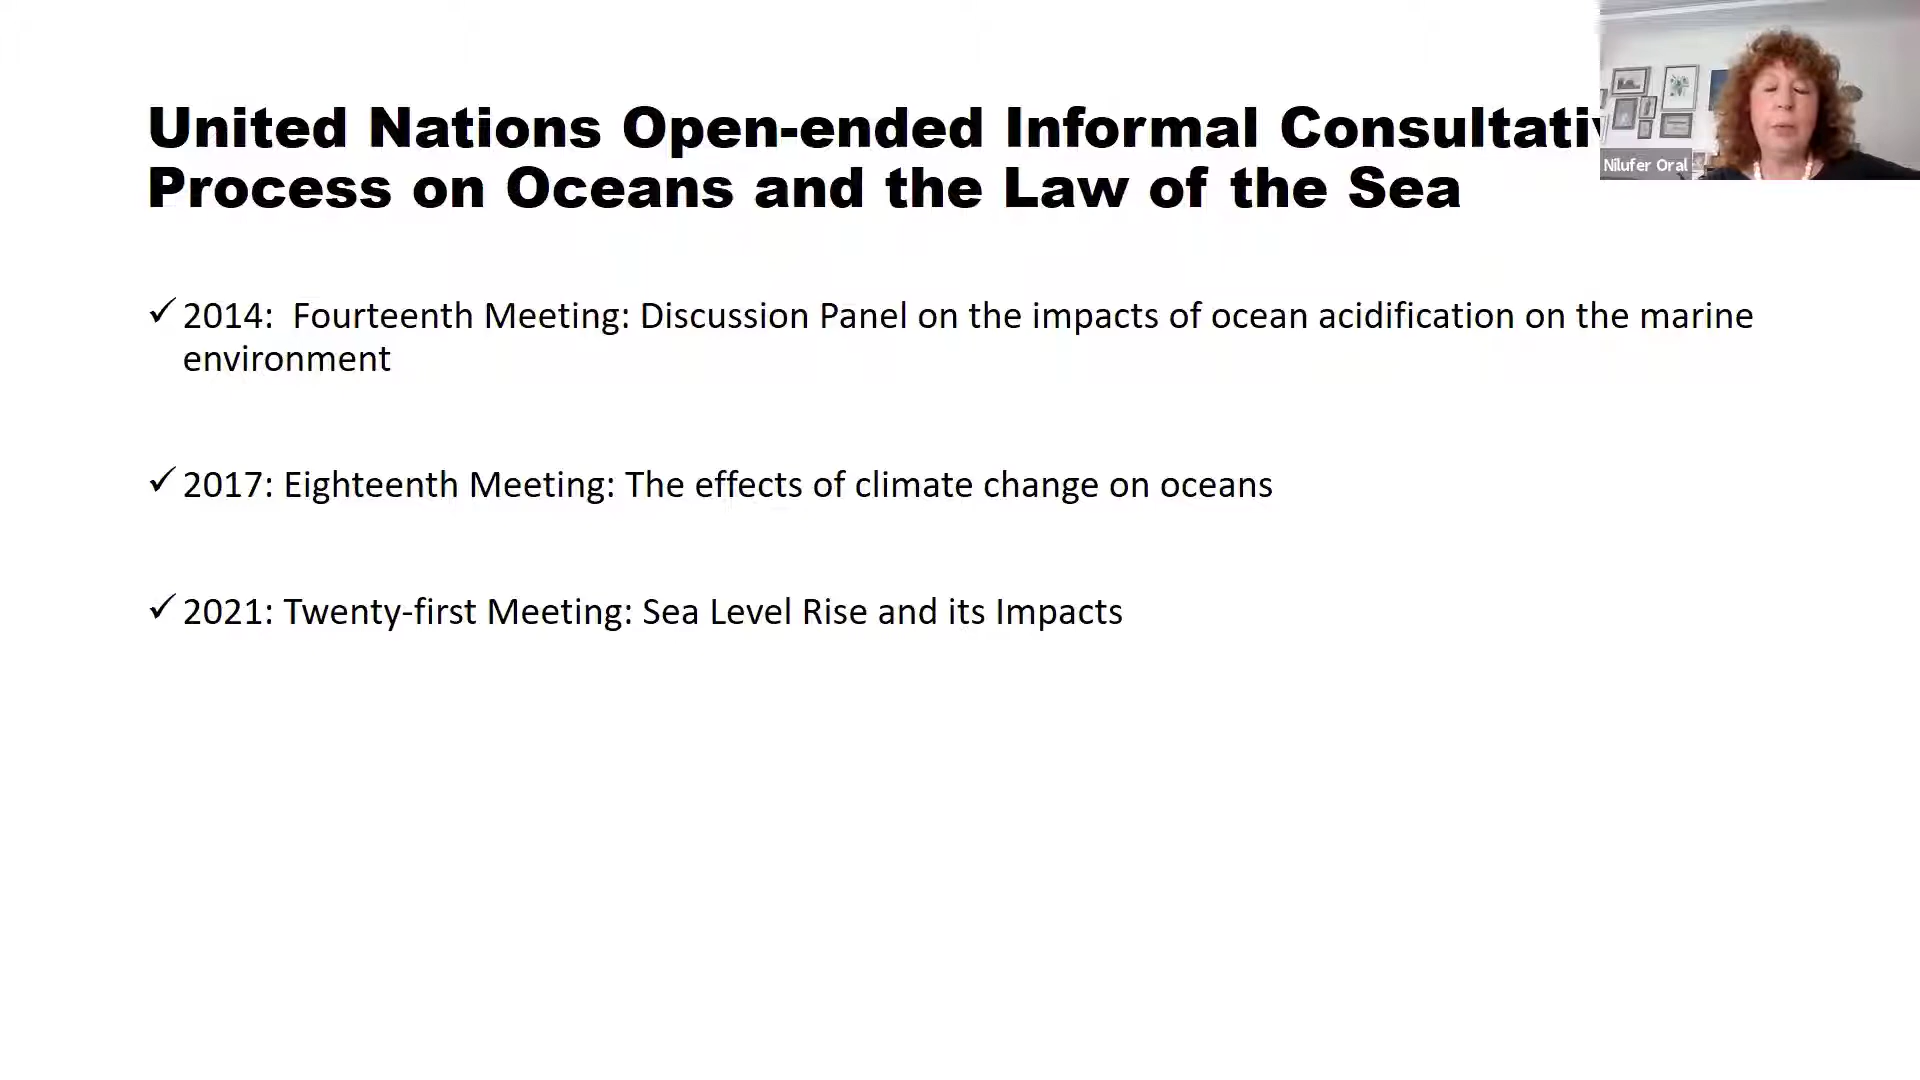 United Nations Open-ended Informal
Process on Oceans and the Law of the Sea
Nilufer Oral
✓ 2014:  Fourteenth Meeting: Discussion Panel on the impacts of ocean acidification on the marine
environment
✓ 2017: Eighteenth Meeting: The effects of climate change on oceans
✓ 2021: Twenty-first Meeting: Sea Level Rise and its Impacts